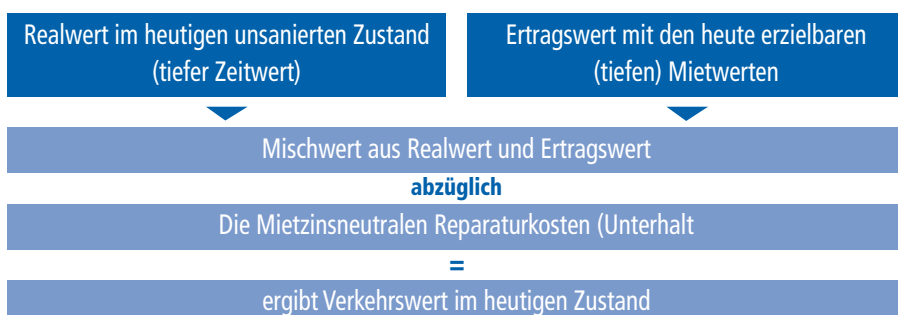 Realwert im heutigen unsanierten Zustand
(tiefer Zeitwert)
Ertragswert mit den heute erzielbaren
(tiefen) Mietwerten
Mischwert aus Realwert und Ertragswert
abzüglich
Die Mietzinsneutralen Reparaturkosten (Unterhalt
=
ergibt Verkehrswert im heutigen Zustand